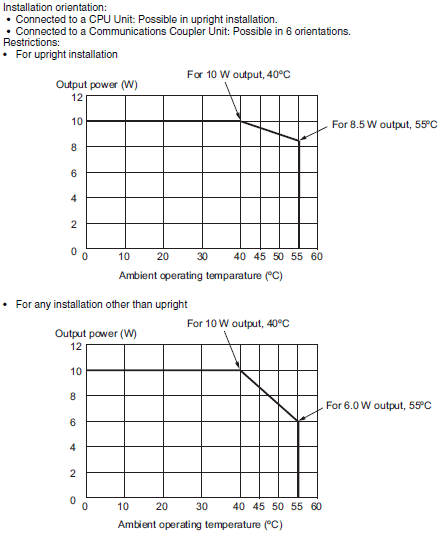 Installation orientation:
• Connected to a CPU Unit: Possible in upright installation.
• Connected to a Communications Coupler Unit: Possible in 6 orientations.
Restrictions:
• For upright installation
For 10 W output, 40°C
Output power (W)
12
10
For 8.5 W output, 55°C
8
6
4
2
0
0 10 20 30 40 45 50 55 60
Ambient operating temparature (°C)
• For any installation other than upright
For 10 W output, 40°C
Output power (W)
12
10
8
For 6.0 W output, 55°C
6
4
2
0
0 10 20 30 40 45 50 55 60
Ambient operating temperature (°C)